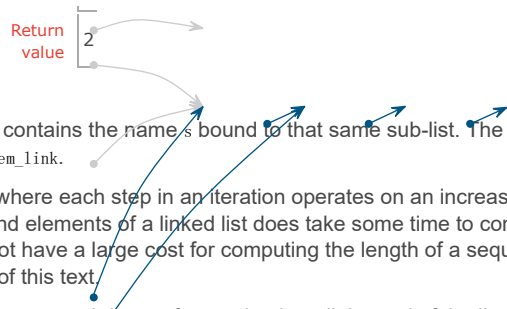 Return
value
2
contains the name s bound to that same sub-list. The
em_link.
where each step in an iteration operates on an increas
nd elements of a linked list does take some time to cor
ot have a large cost for computing the length of a sequ
of this text.